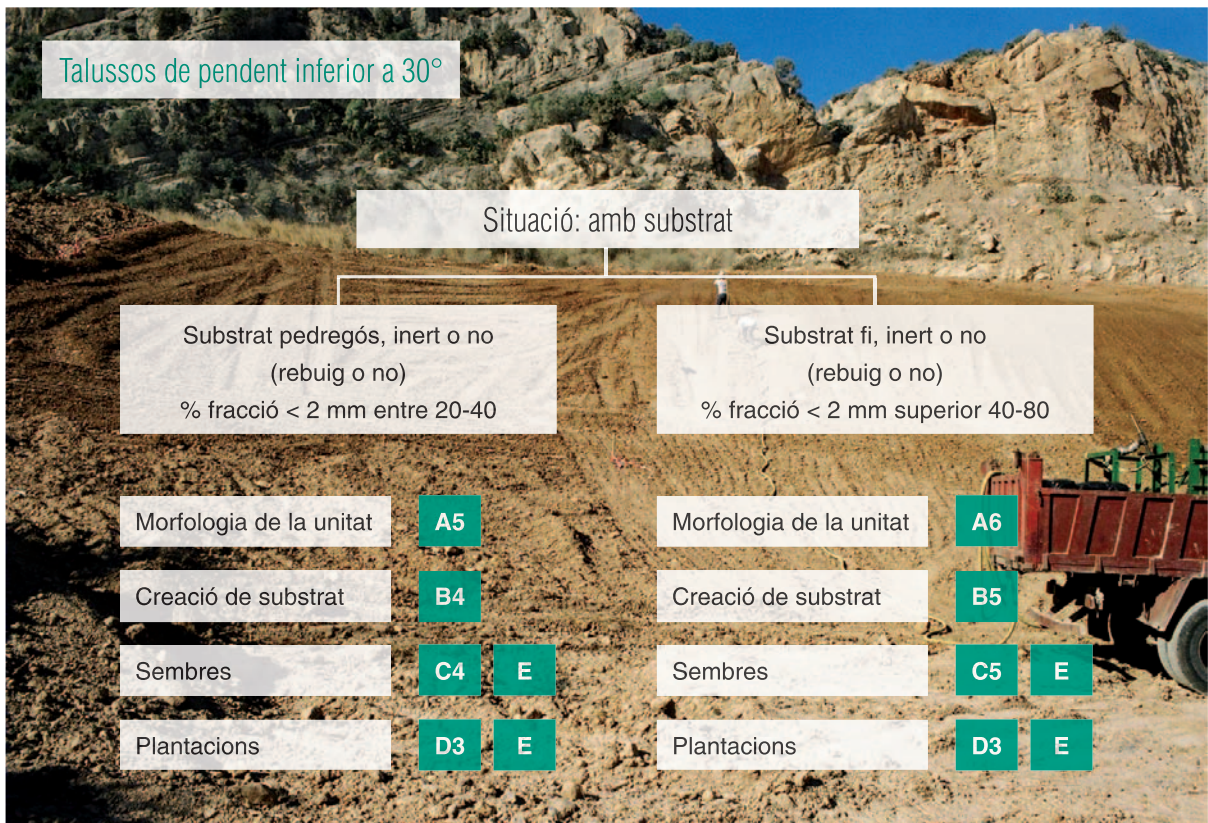 Talussos de pendent inferior a 30°
Situació: amb substrat
Substrat pedregós, inert o no
(rebuig o no)
% fracció < 2 mm entre 20-40
Morfologia de la unitat A5
Creació de substrat B4
Sembres C4 E
Plantacions D3 E
Substrat fi, inert o no
(rebuig o no)
% fracció < 2 mm superior 40-80
Morfologia de la unitat A6
Creació de substrat B5
Sembres C5 E
Plantacions D3 E